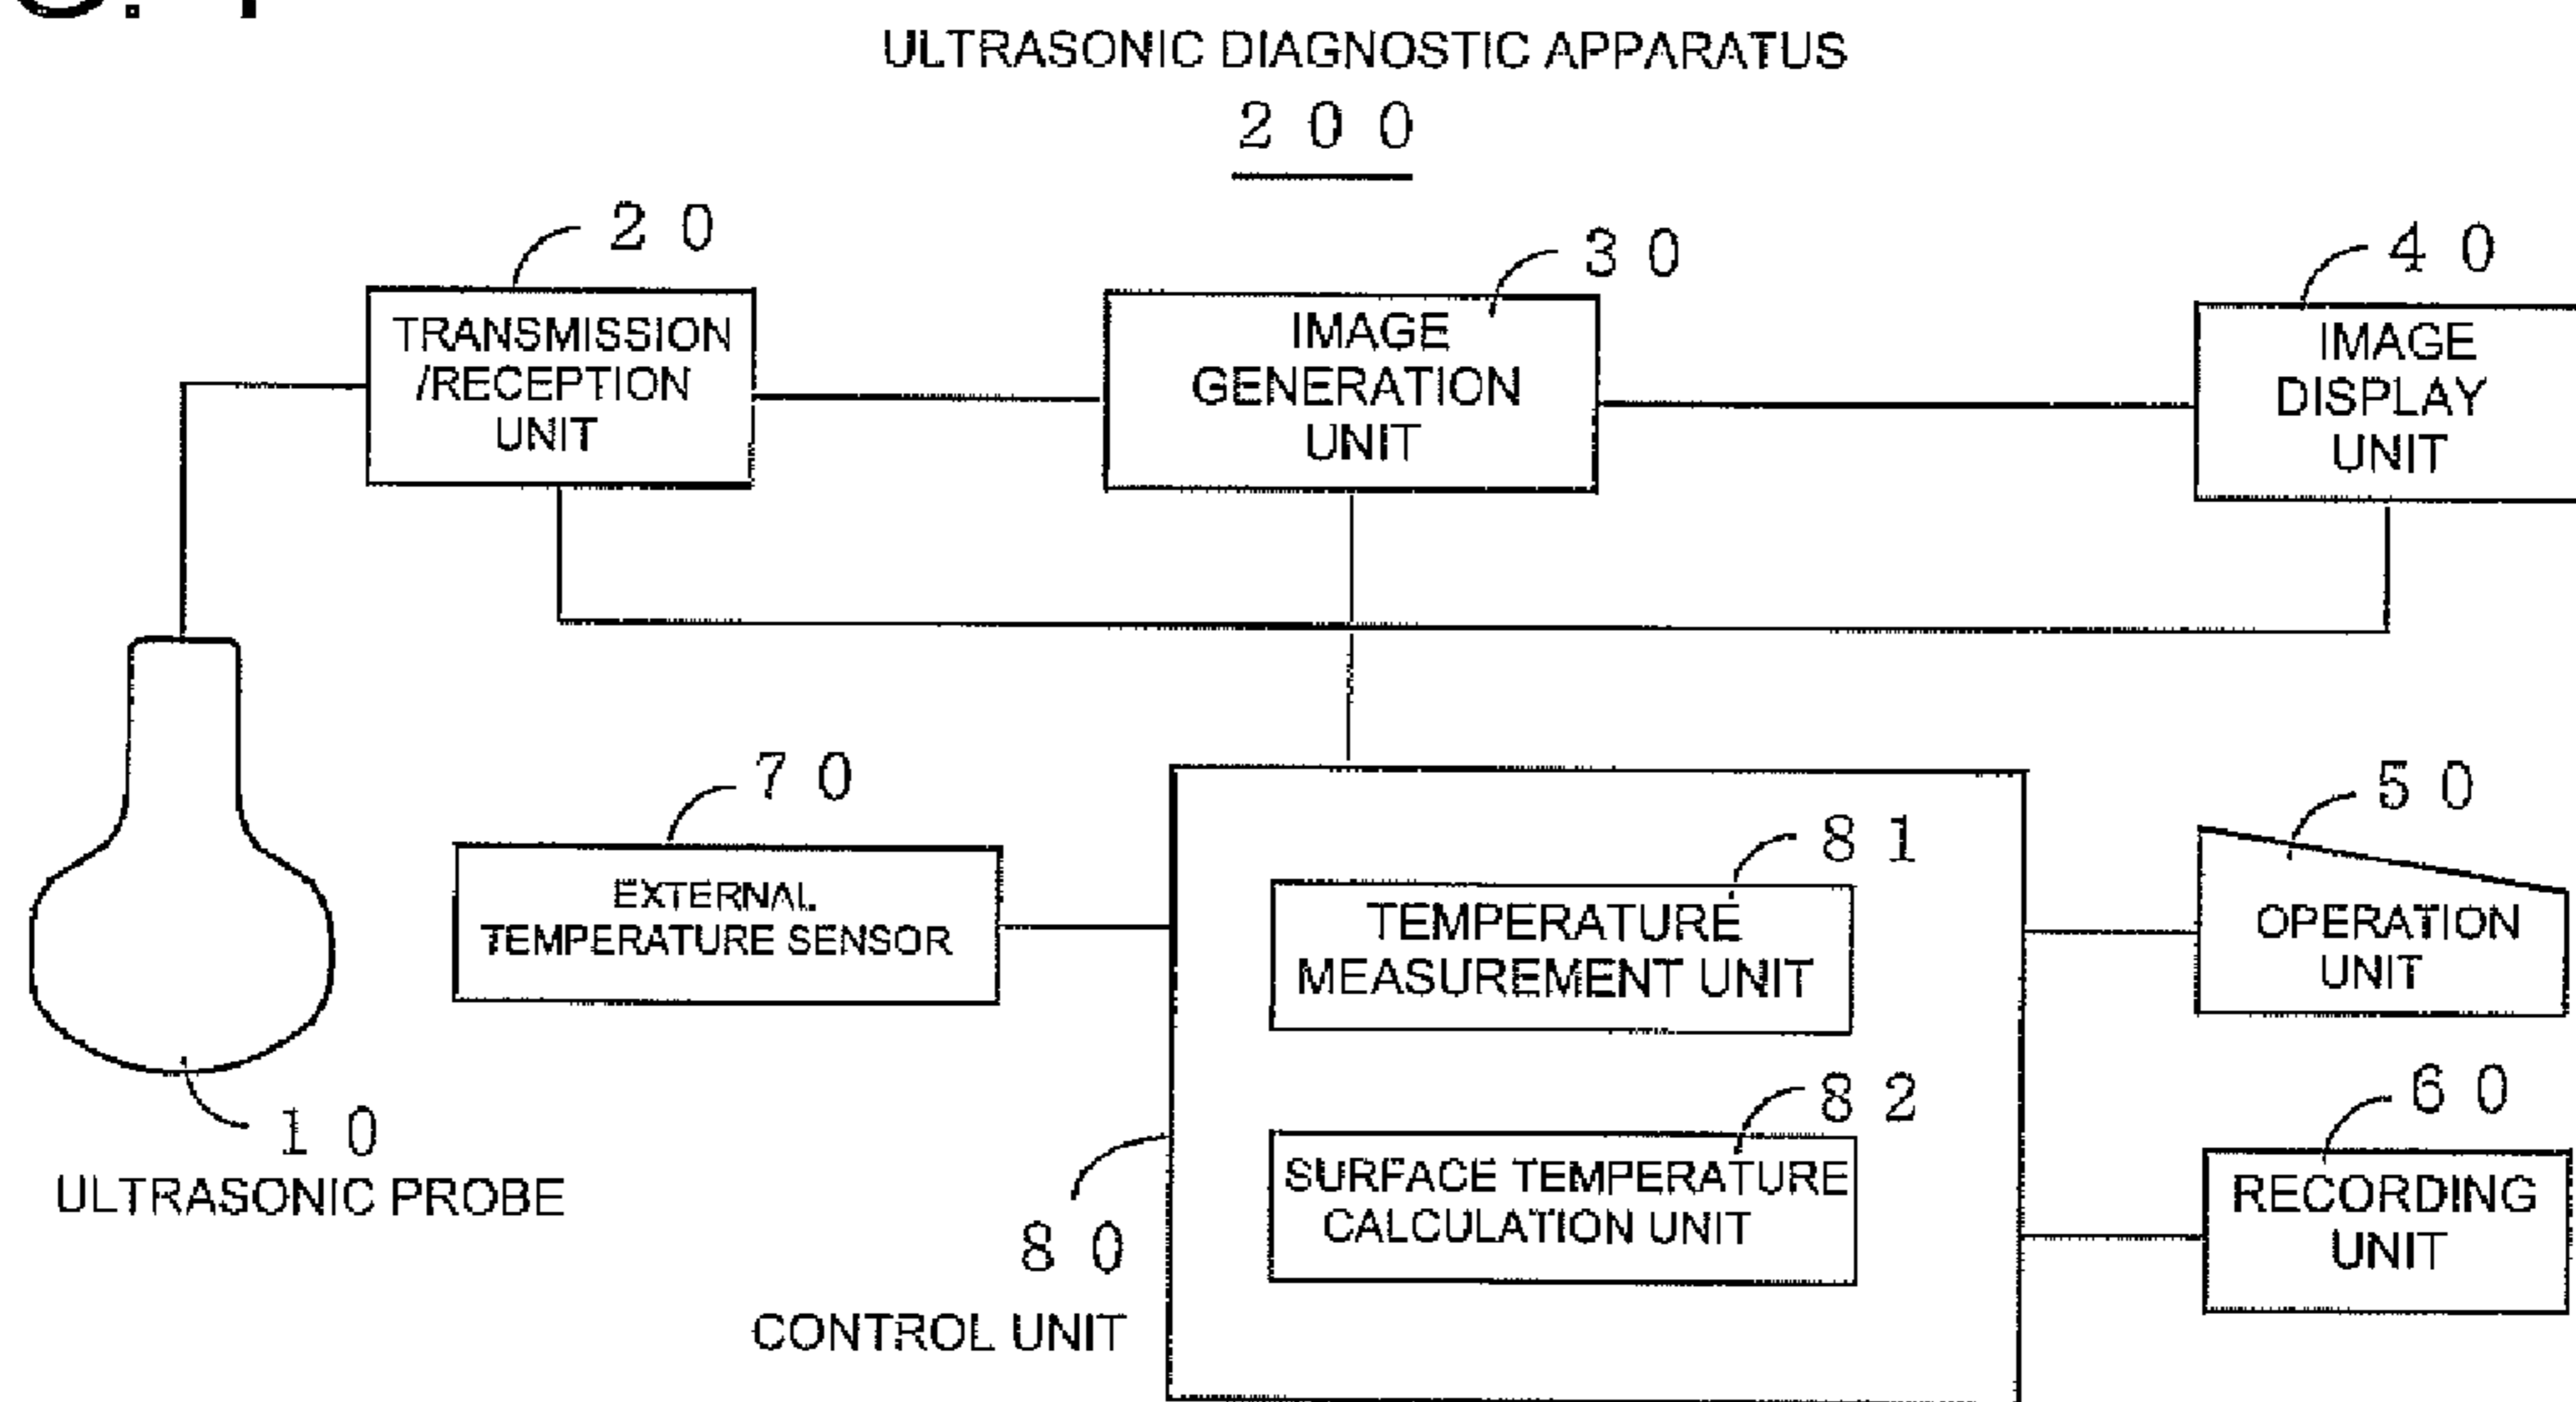 ULTRASONIC DIAGNOSTIC APPARATUS
200
20
30
40
TRANSMISSION
/RECEPTION
UNIT
IMAGE
GENERATION
UNIT
IMAGE
DISPLAY
UNIT
70
EXTERNAL
TEMPERATURE SENSOR
81
TEMPERATURE
MEASUREMENT UNIT
50
OPERATION
UNIT
10
ULTRASONIC PROBE
82
SURFACE TEMPERATURE
CALCULATION UNIT
60
RECORDING
UNIT
80
CONTROL UNIT